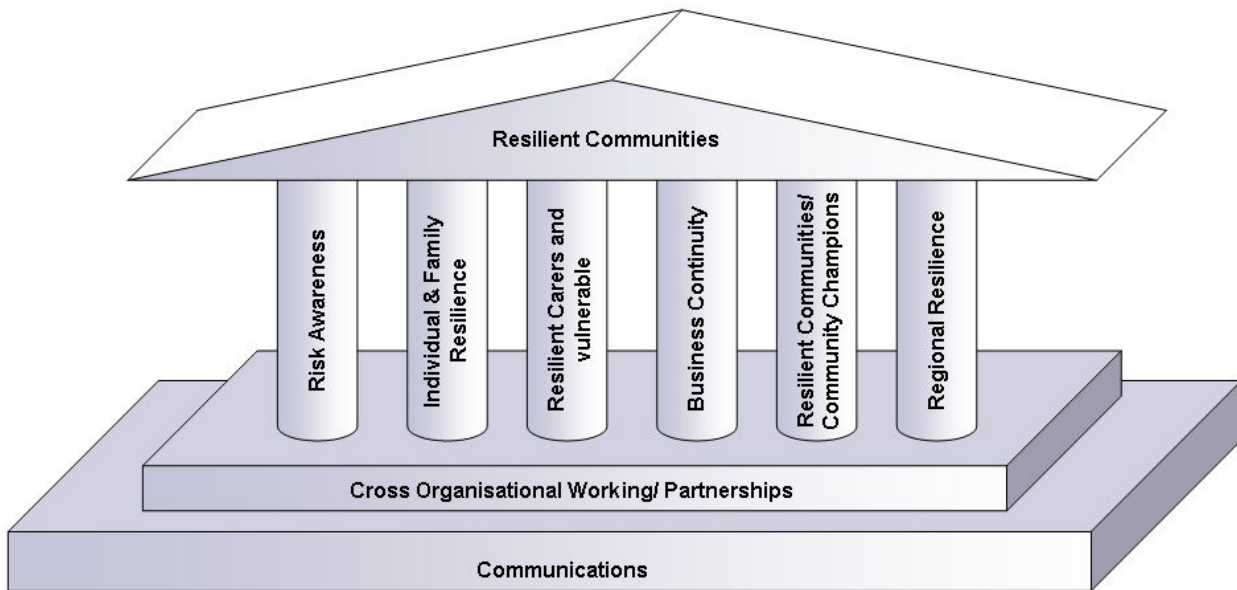 Resilient Communities
Risk Awareness
Individual & Family
Resilience
Resilient Carers and
vulnerable
Business Continuity
Resilient Communities/
Community Champions
Regional Resilience
Cross Organisational Working/ Partnerships
Communications